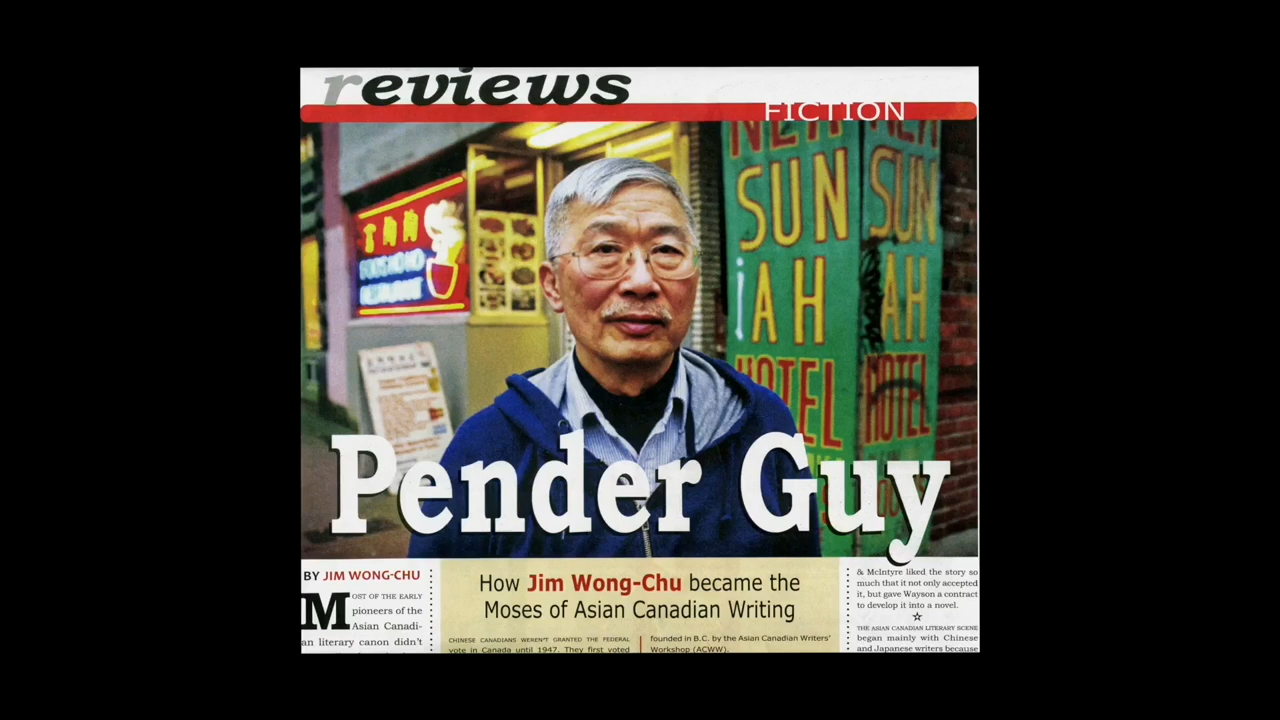 reviews
FICTION
NEW
SUN
AH
HOTEL
SUN
AH
HOTEL
Pender Guy
BY JIM WONG-CHU
MOST OF THE EARLY
pioneers of the
Asian Canadi-
an literary canon didn't
How Jim Wong-Chu became the
Moses of Asian Canadian Writing
CHINESE CANADIANS WEREN'T GRANTED THE FEDERAL
vote in Canada until 1947. They first voted
founded in B.C. by the Asian Canadian Writers'
Workshop (ACWW).
& McIntyre liked the story so
much that it not only accepted
it, but gave Wayson a contract
to develop it into a novel.
THE ASIAN CANADIAN LITERARY SCENE
began mainly with Chinese
and Japanese writers because